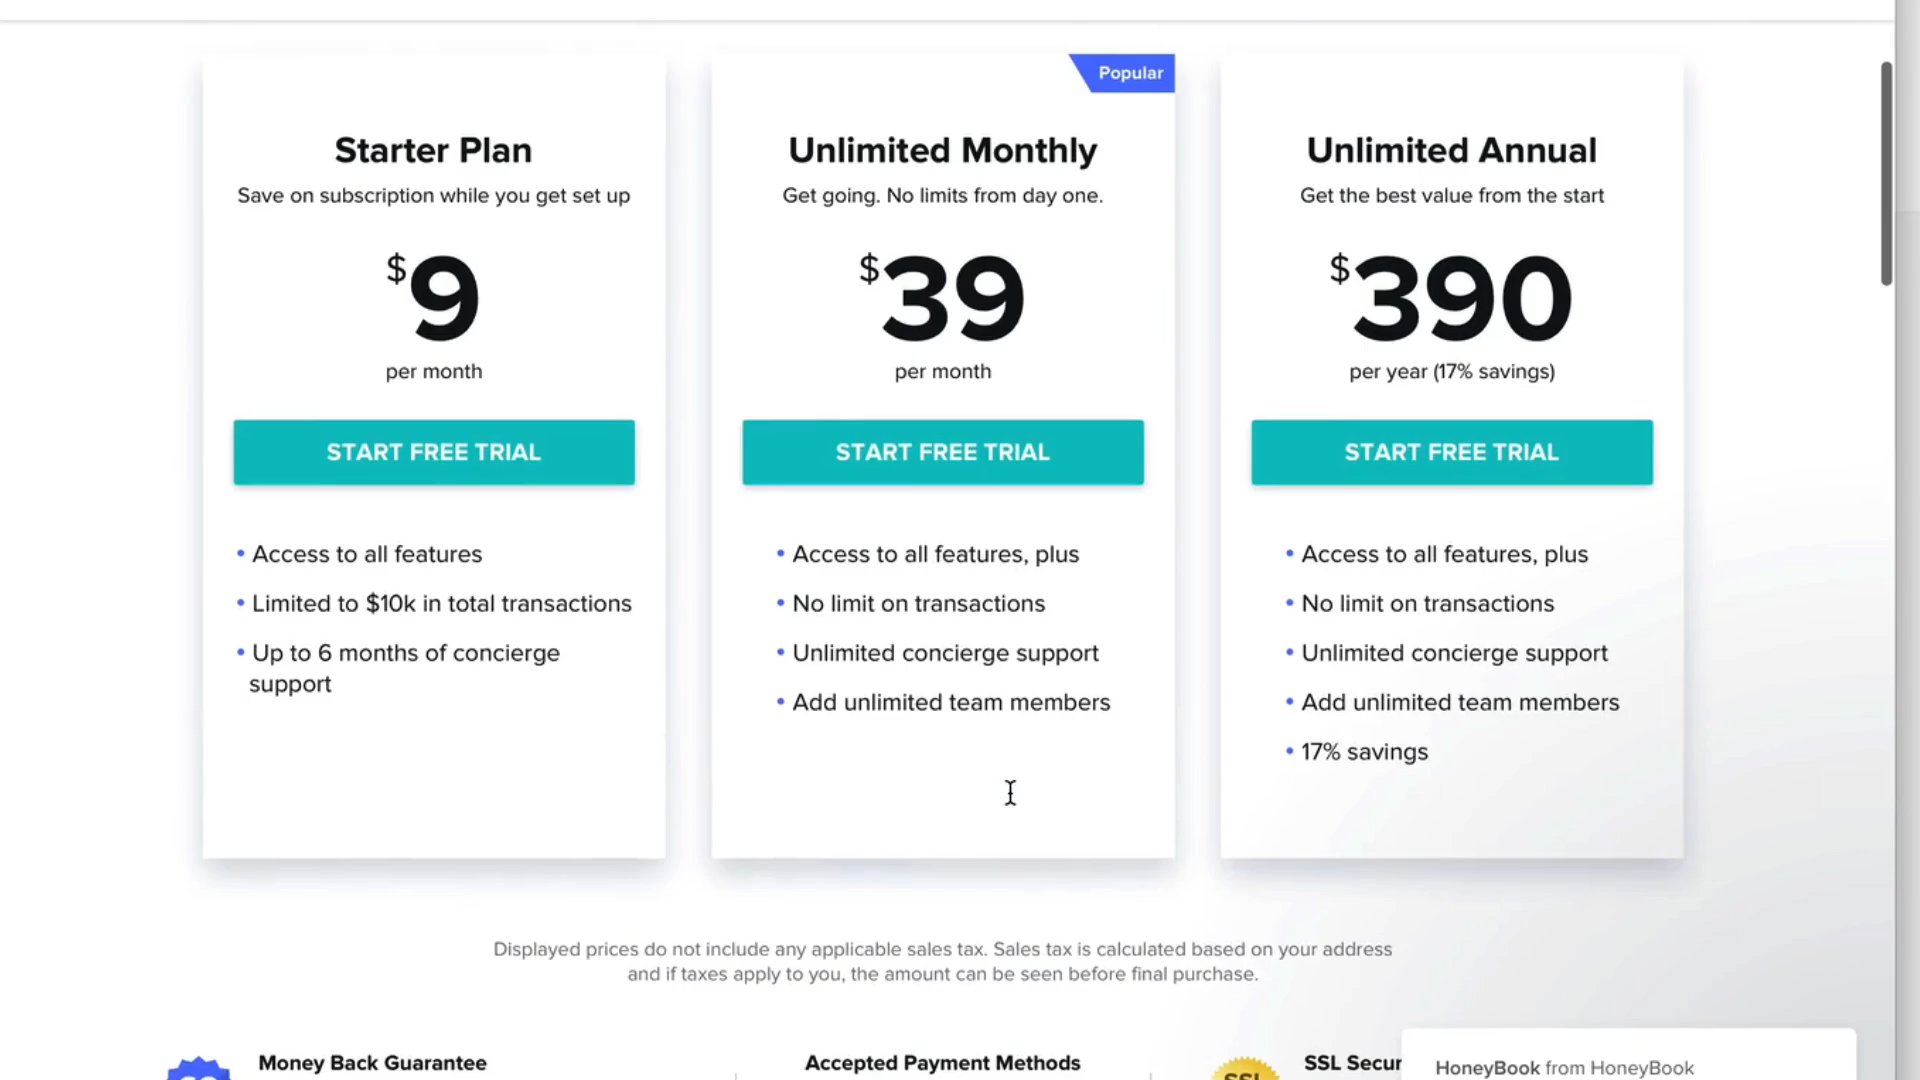 Popular
Starter Plan
Save on subscription while you get set up
$9
per month
START FREE TRIAL
• Access to all features
• Limited to $10k in total transactions
• Up to 6 months of concierge
support
Unlimited Monthly
Get going. No limits from day one.
$39
per month
START FREE TRIAL
• Access to all features, plus
• No limit on transactions
• Unlimited concierge support
• Add unlimited team members
Unlimited Annual
Get the best value from the start
$390
per year (17% savings)
START FREE TRIAL
• Access to all features, plus
• No limit on transactions
• Unlimited concierge support
• Add unlimited team members
• 17% savings
Displayed prices do not include any applicable sales tax. Sales tax is calculated based on your address
and if taxes apply to you, the amount can be seen before final purchase.
Money Back Guarantee
Accepted Payment Methods
SSL
SSL Secur
HoneyBook from HoneyBook